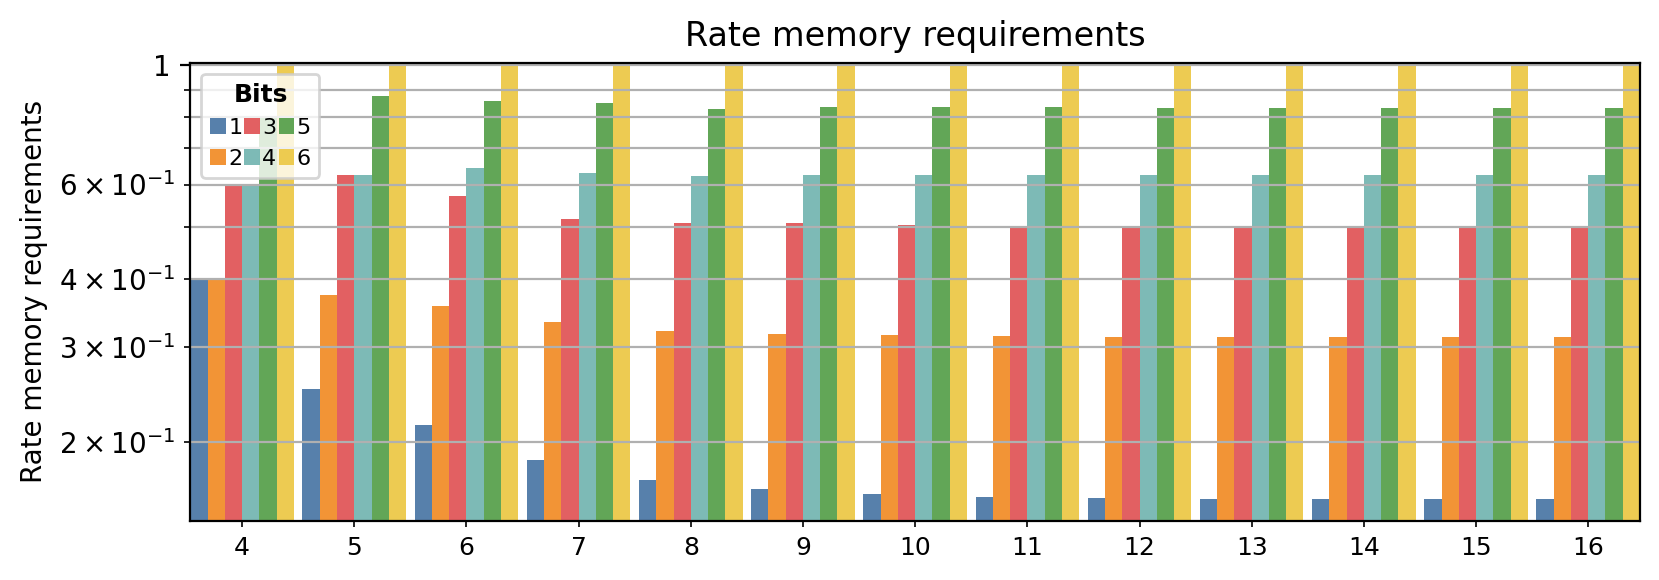 Rate memory requirements
Rate memory requirements
1
6 × 10⁻¹
4 × 10⁻¹
3 × 10⁻¹
2 × 10⁻¹
Bits
1 3 5
2 4 6
4 5 6 7 8 9 10 11 12 13 14 15 16